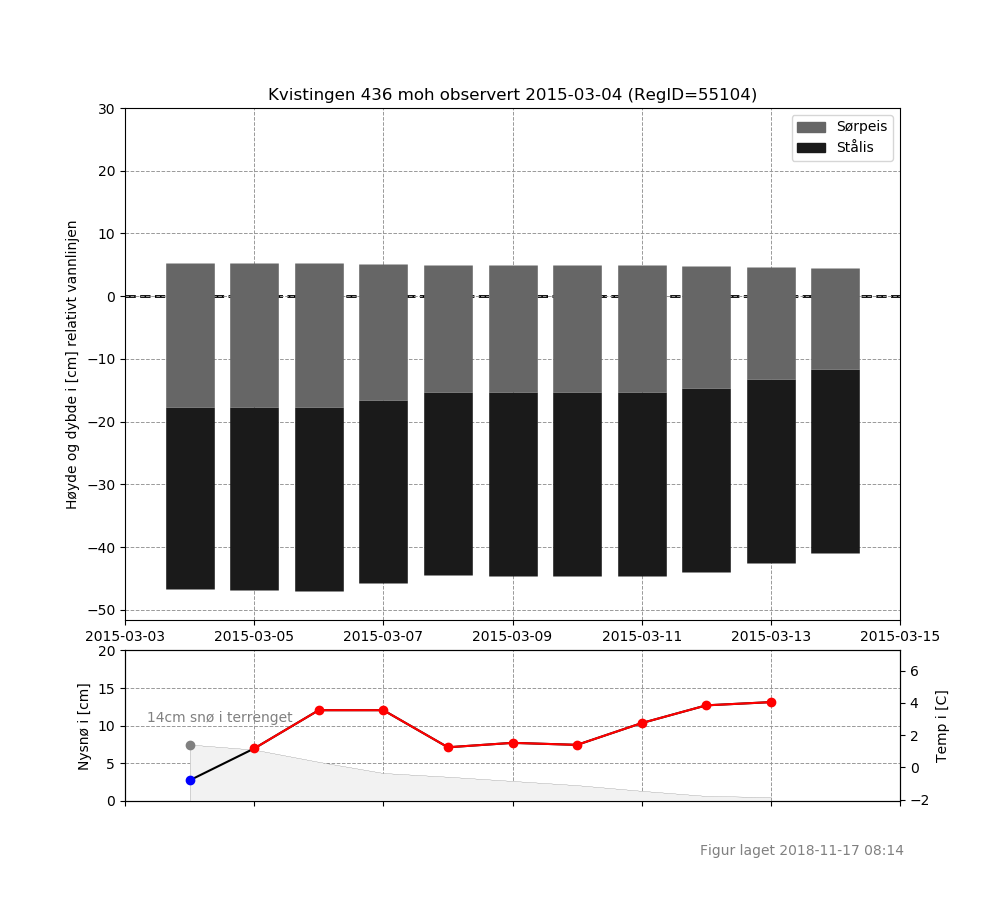 Kvistingen 436 moh observert 2015-03-04 (RegID=55104)
Sørpeis
Stålis
30
20
10
0
−10
−20
−30
−40
−50
Høyde og dybde i [cm] relativt vannlinjen
2015-03-03 2015-03-05 2015-03-07 2015-03-09 2015-03-11 2015-03-13 2015-03-15
20
15
10
5
0
Nysnø i [cm]
14cm snø i terrenget
6
4
2
0
−2
Temp i [C]
Figur laget 2018-11-17 08:14